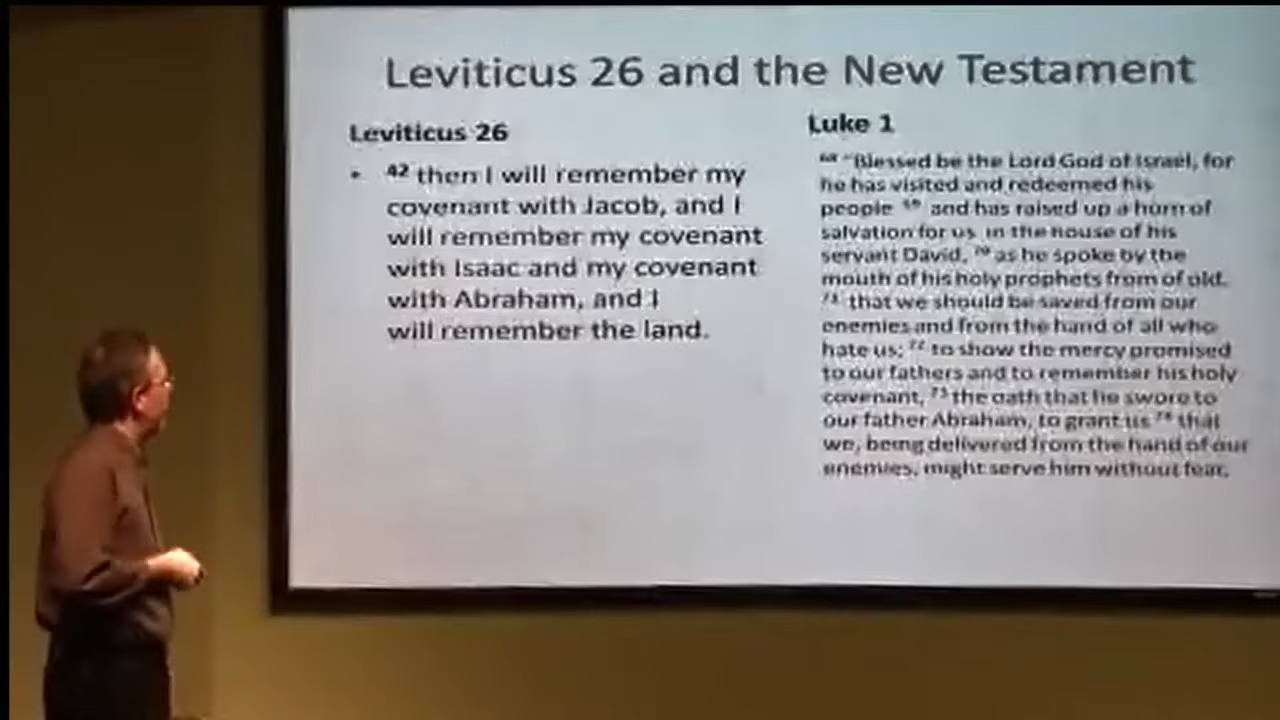 Leviticus 26 and the New Testament
Leviticus 26
• 42 then I will remember my
covenant with Jacob, and I
will remember my covenant
with Isaac and my covenant
with Abraham, and I
will remember the land.
Luke 1
68 "Blessed be the Lord God of Israel, for
he has visited and redeemed his
people 69 and has raised up a horn of
salvation for us in the house of his
servant David, 70 as he spoke by the
mouth of his holy prophets from of old,
71 that we should be saved from our
enemies and from the hand of all who
hate us; 72 to show the mercy promised
to our fathers and to remember his holy
covenant, 73 the oath that he swore to
our father Abraham, to grant us 74 that
we, being delivered from the hand of our
enemies, might serve him without fear,